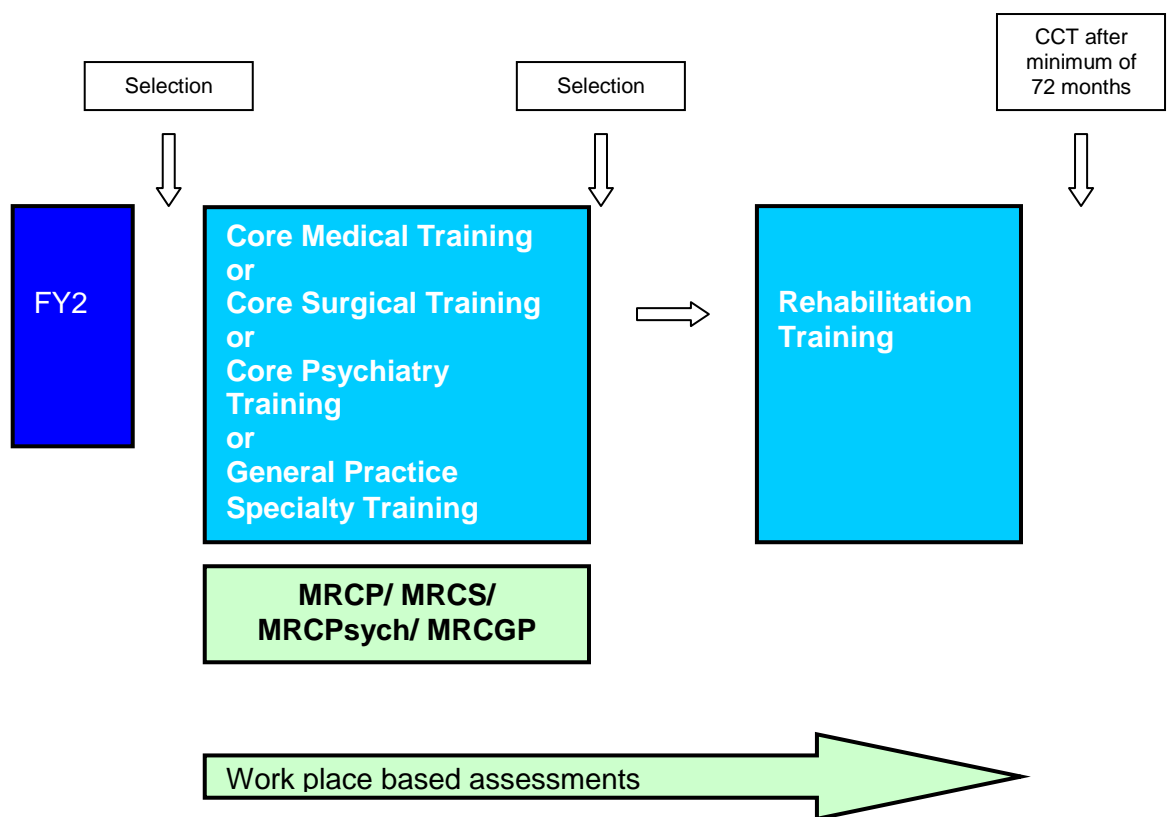 Selection
Selection
CCT after
minimum of
72 months
FY2
Core Medical Training
or
Core Surgical Training
or
Core Psychiatry
Training
or
General Practice
Specialty Training
Rehabilitation
Training
MRCP/ MRCS/
MRCPsych/ MRCGP
Work place based assessments